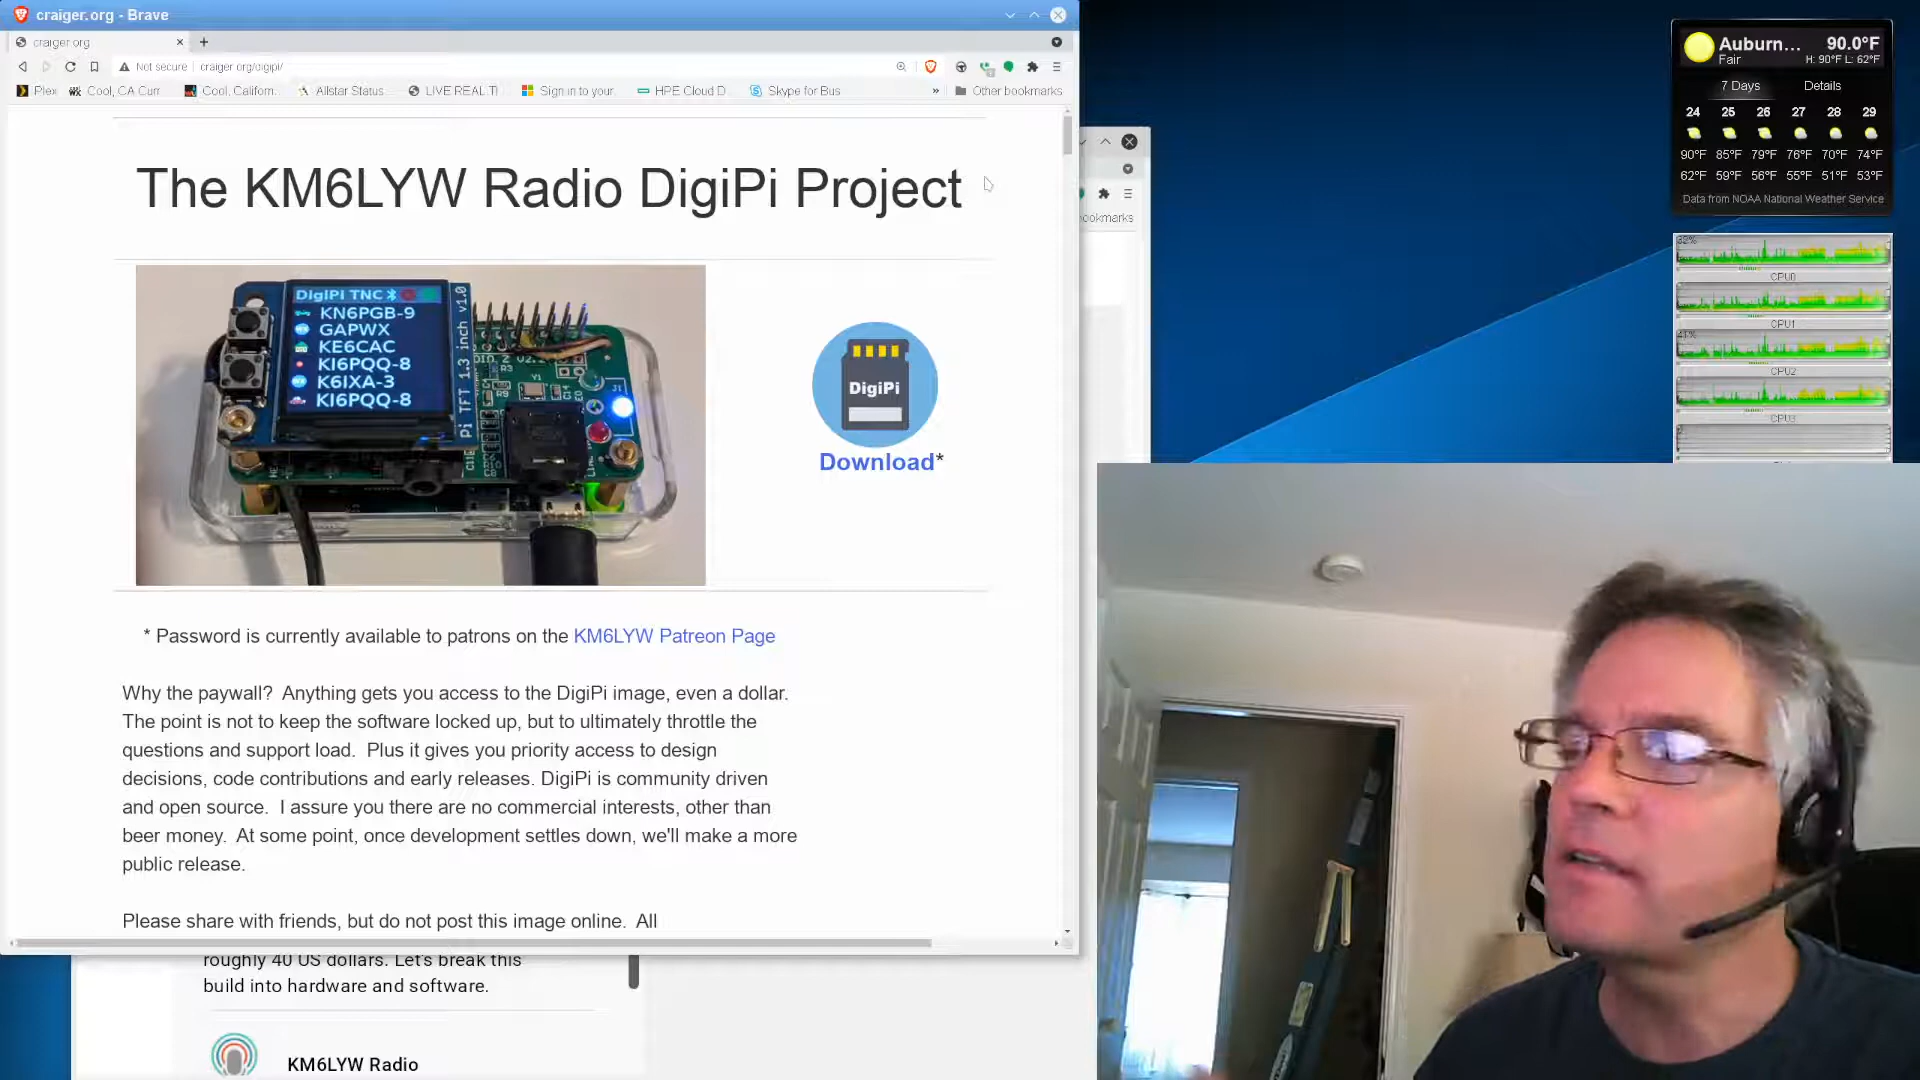 craiger.org - Brave
craiger org
Not secure craiger org/digipi/
Plex Cool, CA Curr Cool, Californ. Allstar Status LIVE REAL TI Sign in to your HPE Cloud D Skype for Bus » Other bookmarks
The KM6LYW Radio DigiPi Project
DigiPi TNC
KN6PGB-9
GAPWX
KE6CAC
KI6PQQ-8
K6IXA-3
KI6PQQ-8
Pi TFT 1.3 inch v1.0
DigiPi
Download*
* Password is currently available to patrons on the KM6LYW Patreon Page
Why the paywall? Anything gets you access to the DigiPi image, even a dollar.
The point is not to keep the software locked up, but to ultimately throttle the
questions and support load. Plus it gives you priority access to design
decisions, code contributions and early releases. DigiPi is community driven
and open source. I assure you there are no commercial interests, other than
beer money. At some point, once development settles down, we'll make a more
public release.
Please share with friends, but do not post this image online. All
roughly 40 US dollars. Let's break this
build into hardware and software.
KM6LYW Radio
ookmarks
Auburn... 90.0°F
Fair H: 90°F L: 62°F
7 Days Details
24 25 26 27 28 29
90°F 85°F 79°F 76°F 70°F 74°F
62°F 59°F 56°F 55°F 51°F 53°F
Data from NOAA National Weather Service
CPU0
CPU1
41%
CPU2
CPU3